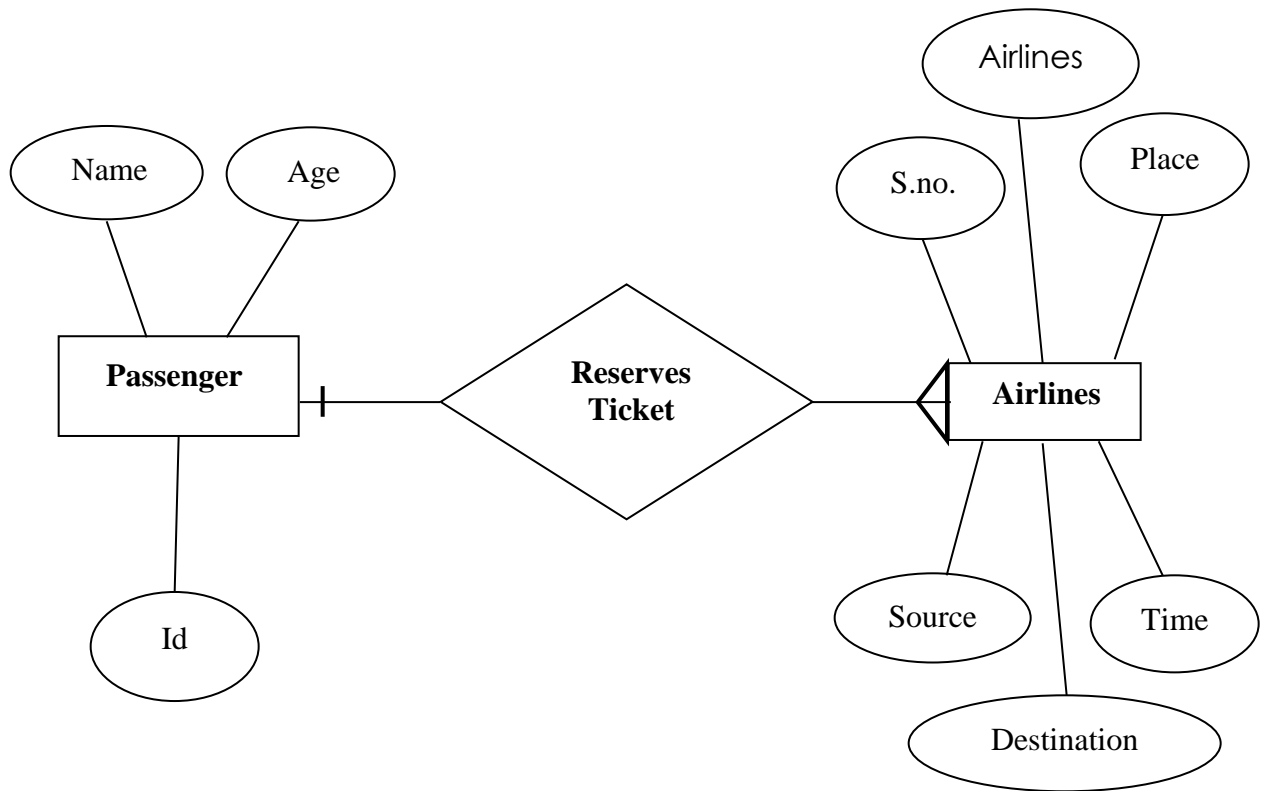 Airlines
Name
Age
S.no.
Place
Passenger
Reserves
Ticket
Airlines
Id
Source
Time
Destination